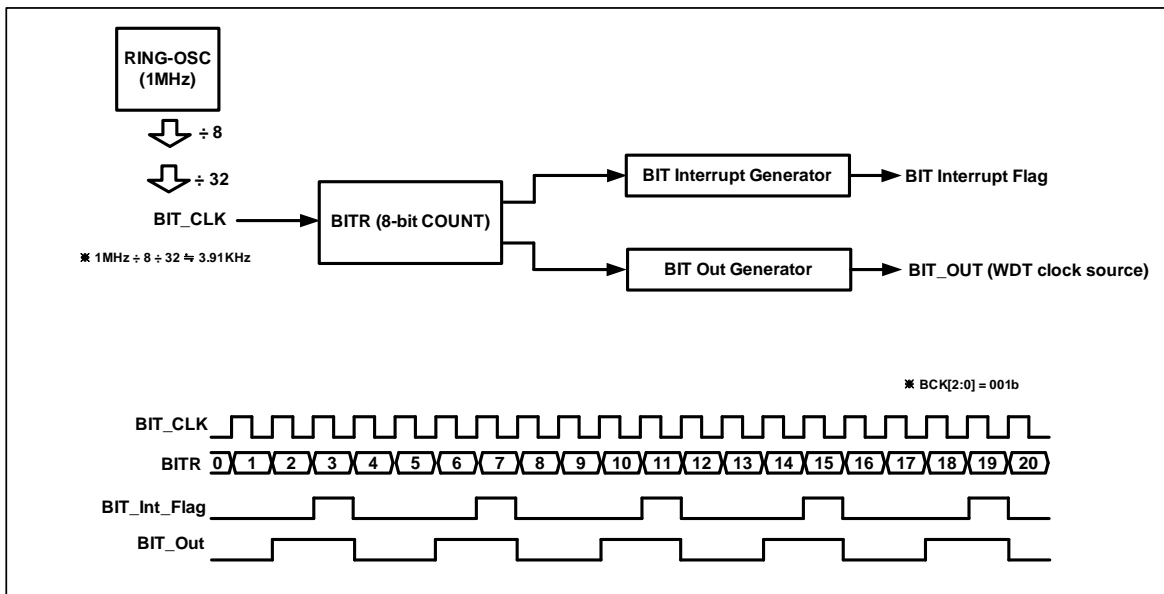 RING-OSC
(1MHz)
÷ 8
÷ 32
BIT_CLK
BITR (8-bit COUNT)
BIT Interrupt Generator
BIT Interrupt Flag
※ 1MHz ÷ 8 ÷ 32 ≒ 3.91KHz
BIT Out Generator
BIT_OUT (WDT clock source)
※ BCK[2:0] = 001b
BIT_CLK
BITR 0 1 2 3 4 5 6 7 8 9 10 11 12 13 14 15 16 17 18 19 20
BIT_Int_Flag
BIT_Out